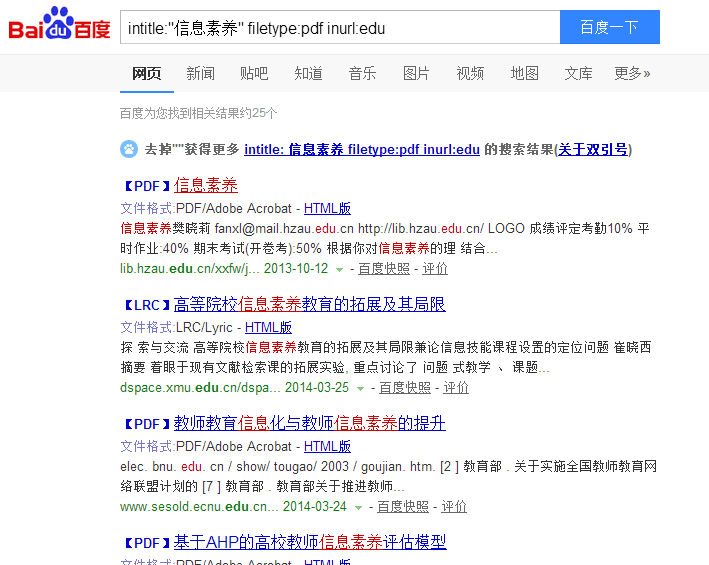 Bai du 百度
intitle:"信息素养" filetype:pdf inurl:edu 百度一下
网页 新闻 贴吧 知道 音乐 图片 视频 地图 文库 更多»
百度为您找到相关结果约25个
去掉""获得更多 intitle: 信息素养 filetype:pdf inurl:edu 的搜索结果(关于双引号)
【PDF】信息素养
文件格式:PDF/Adobe Acrobat - HTML版
信息素养樊晓莉 fanxl@mail.hzau.edu.cn http://lib.hzau.edu.cn/ LOGO 成绩评定考勤10% 平
时作业:40% 期末考试(开卷考):50% 根据你对信息素养的理 结合...
lib.hzau.edu.cn/xxfw/j... 2013-10-12 - 百度快照 - 评价
【LRC】高等院校信息素养教育的拓展及其局限
文件格式:LRC/Lyric - HTML版
探 索与交流 高等院校信息素养教育的拓展及其局限兼论信息技能课程设置的定位问题 崔晓西
摘要 着眼于现有文献检索课的拓展实验, 重点讨论了 问题 式教学 、 课题...
dspace.xmu.edu.cn/dspa... 2014-03-25 - 百度快照 - 评价
【PDF】教师教育信息化与教师信息素养的提升
文件格式:PDF/Adobe Acrobat - HTML版
elec. bnu. edu. cn / show/ tougao/ 2003 / goujian. htm. [2 ] 教育部 . 关于实施全国教师教育网
络联盟计划的 [7 ] 教育部 . 教育部关于推进教师...
www.sesold.ecnu.edu.cn... 2014-03-24 - 百度快照 - 评价
【PDF】基于AHP的高校教师信息素养评估模型
文件格式:PDF/Adobe Acrobat - HTML版